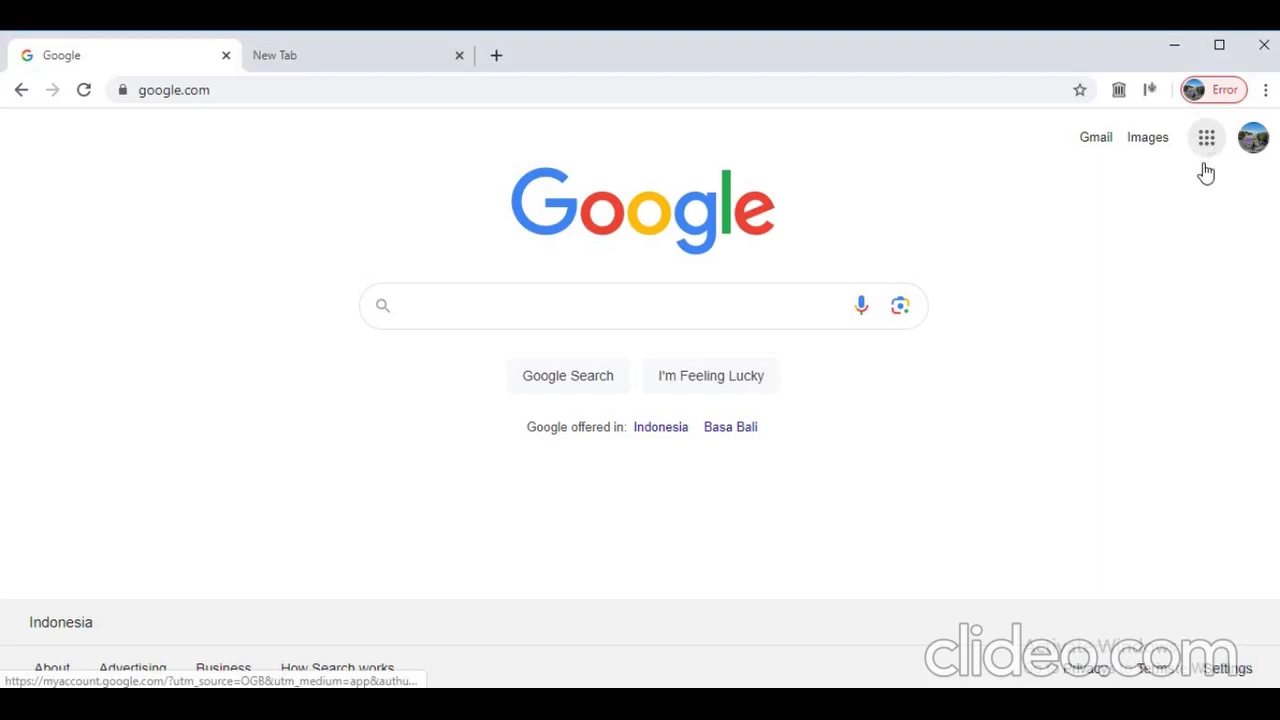 Google
New Tab
google.com
Error
Gmail
Images
Google
Google Search
I'm Feeling Lucky
Google offered in: Indonesia Basa Bali
Indonesia
About
Advertising
Business
How Search works
Privacy
Terms
Settings
https://myaccount.google.com/?utm_source=OGB&utm_medium=app&authu...
clideo.com